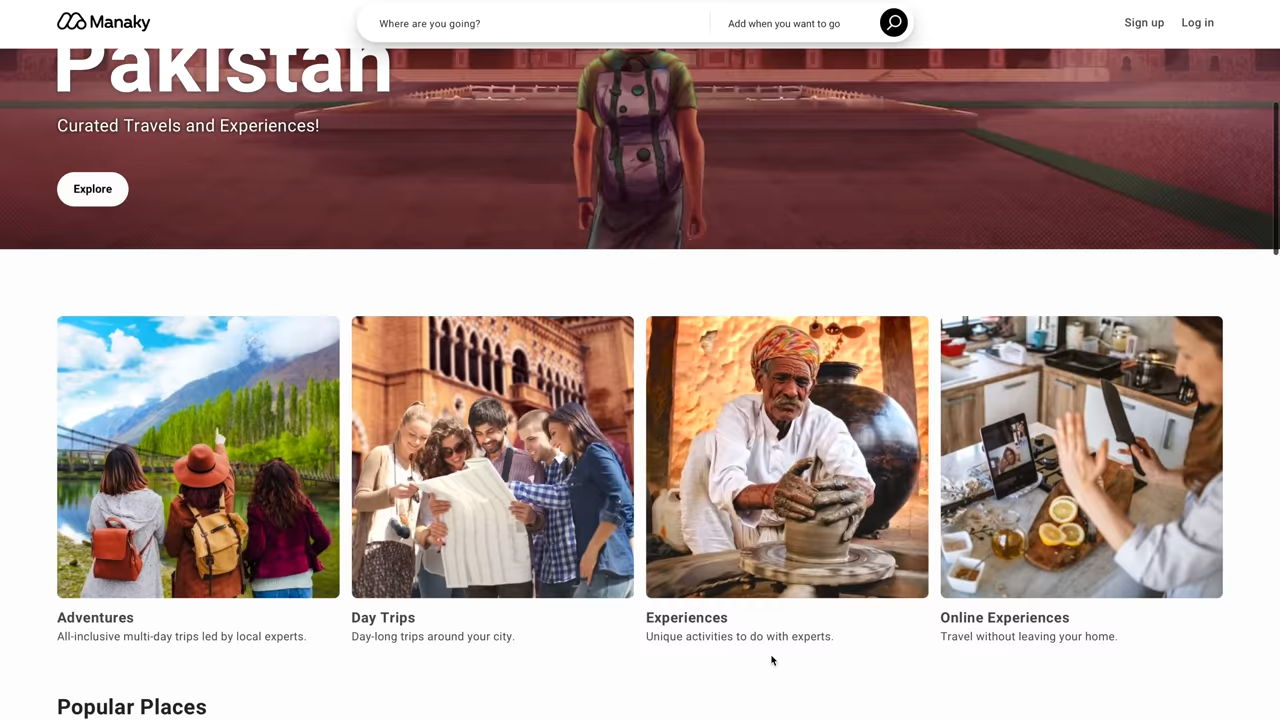 Manaky
Where are you going?
Add when you want to go
Sign up
Log in
Pakistan
Curated Travels and Experiences!
Explore
Adventures
All-inclusive multi-day trips led by local experts.
Day Trips
Day-long trips around your city.
Experiences
Unique activities to do with experts.
Online Experiences
Travel without leaving your home.
Popular Places